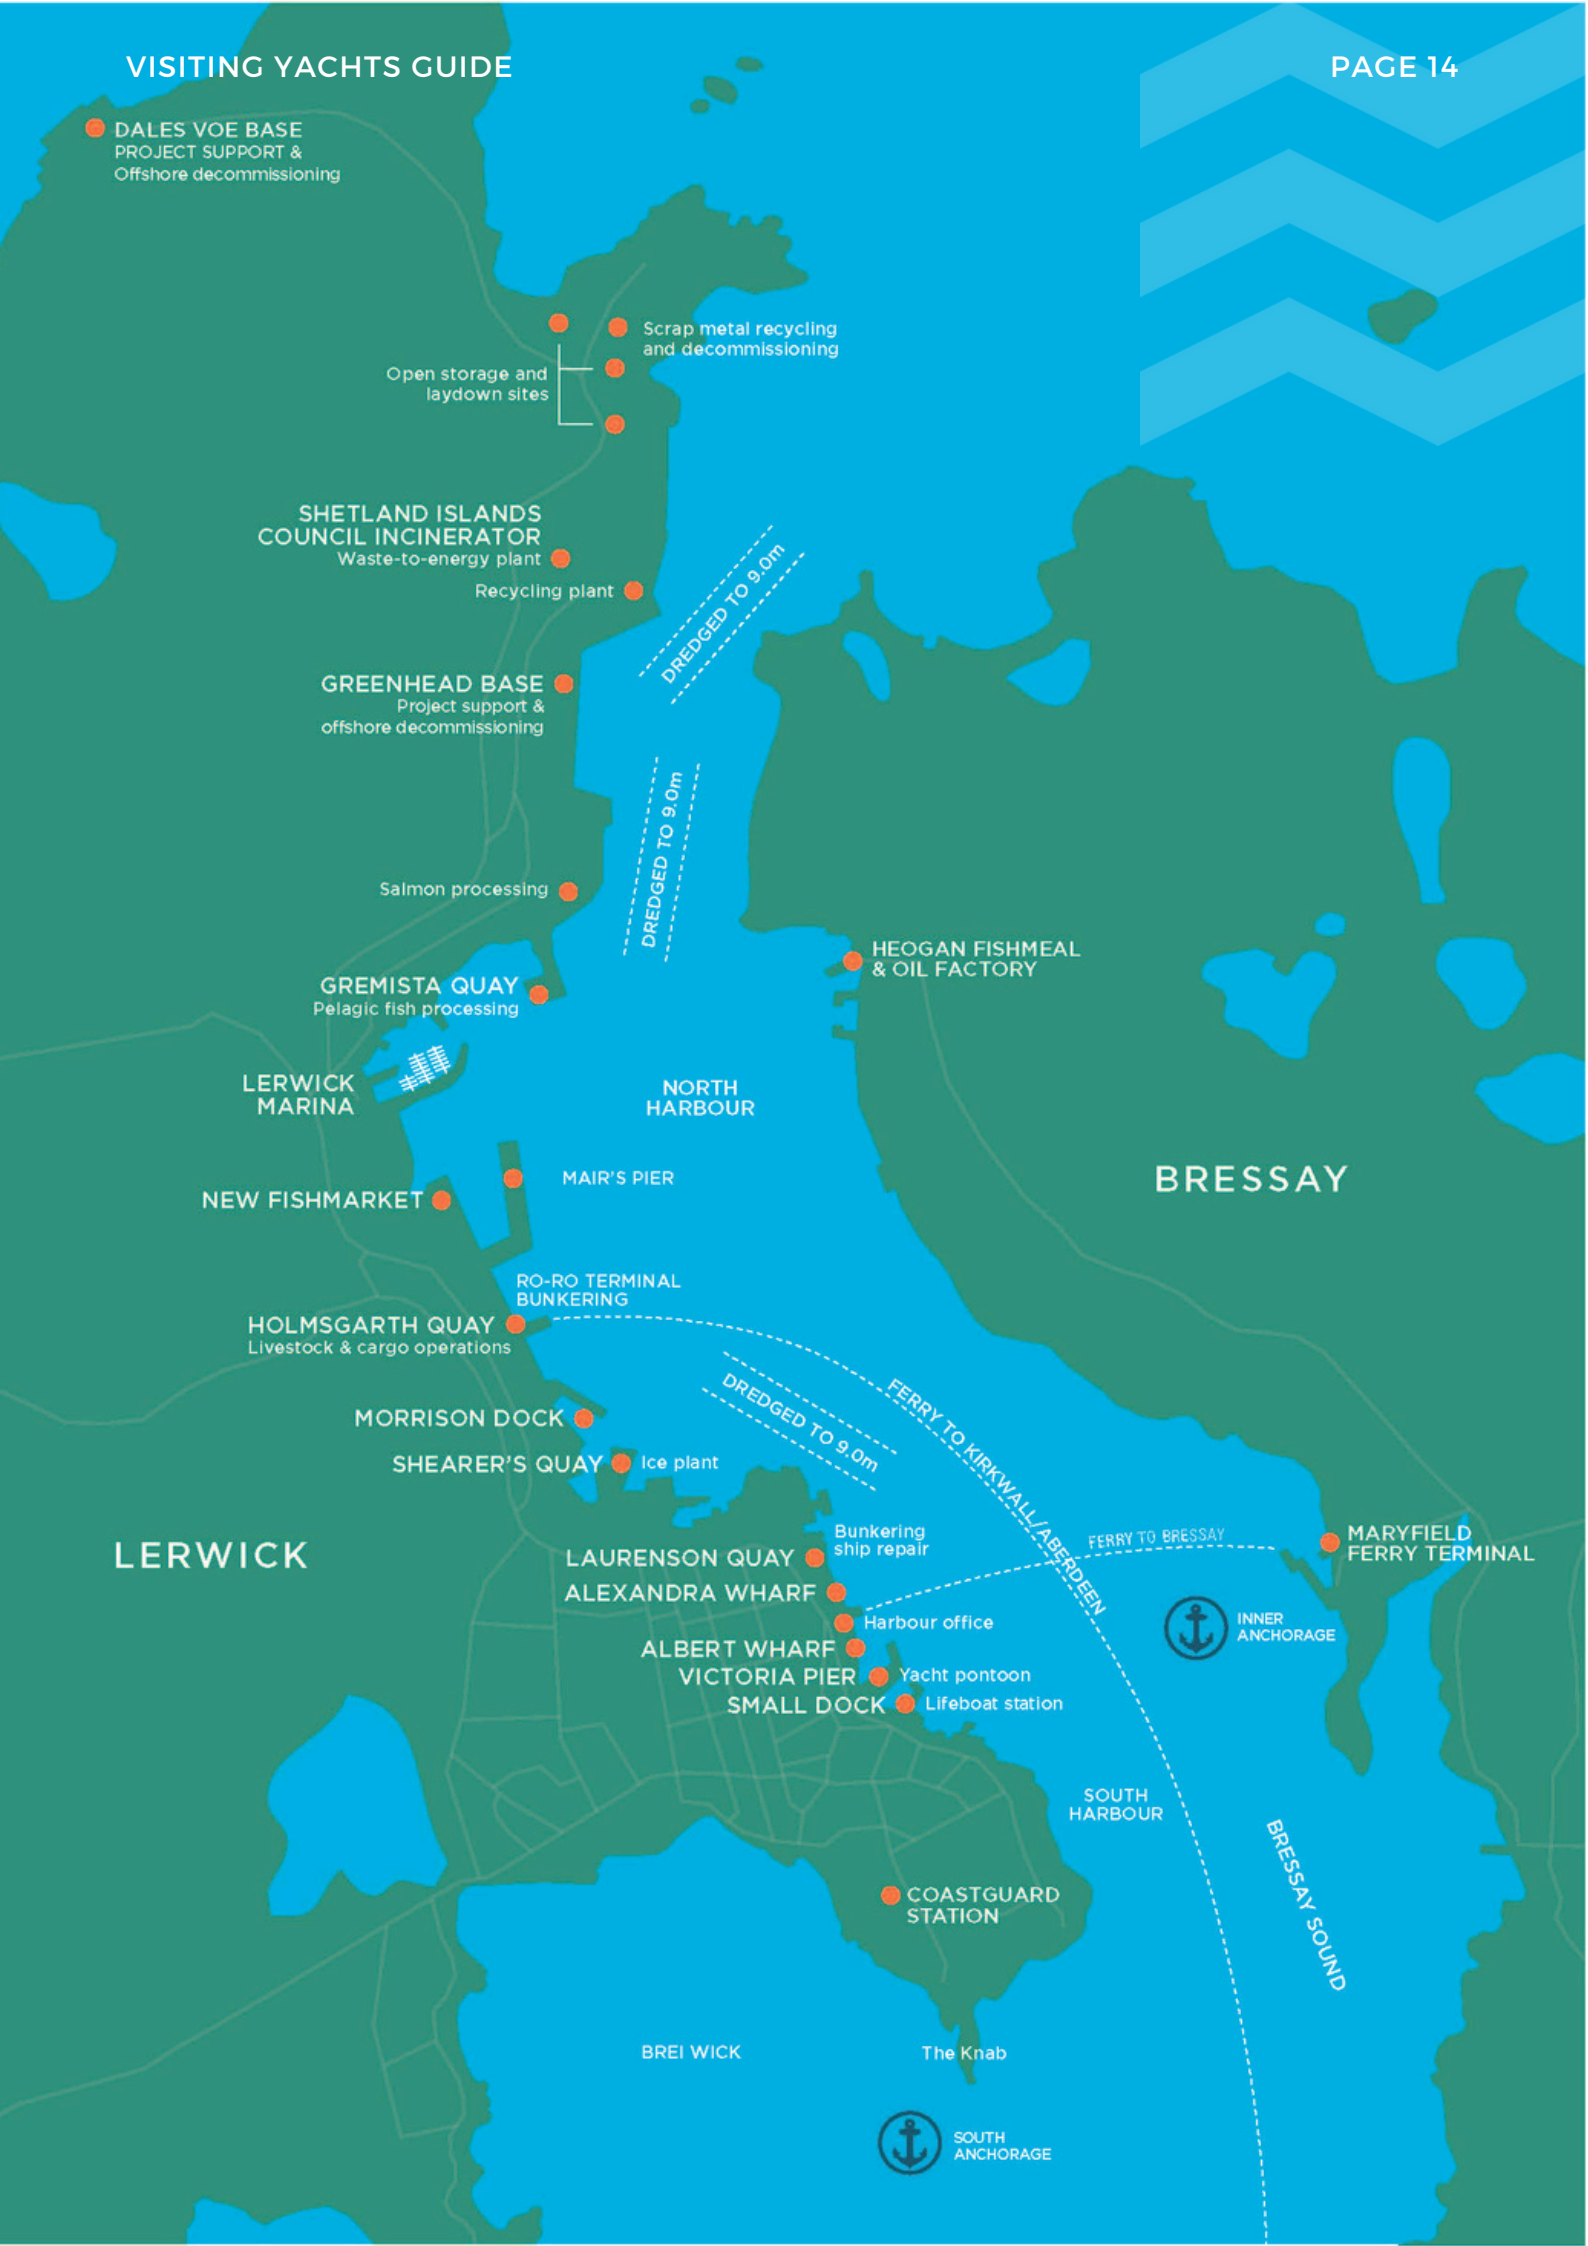 VISITING YACHTS GUIDE
PAGE 14
DALES VOE BASE
PROJECT SUPPORT &
Offshore decommissioning
Scrap metal recycling
and decommissioning
Open storage and
laydown sites
SHETLAND ISLANDS
COUNCIL INCINERATOR
Waste-to-energy plant
Recycling plant
DREDGED TO 9.0m
GREENHEAD BASE
Project support &
offshore decommissioning
DREDGED TO 9.0m
Salmon processing
HEOGAN FISHMEAL
& OIL FACTORY
GREMISTA QUAY
Pelagic fish processing
LERWICK
MARINA
NORTH
HARBOUR
MAIR'S PIER
BRESSAY
NEW FISHMARKET
RO-RO TERMINAL
BUNKERING
HOLMSGARTH QUAY
Livestock & cargo operations
DREDGED TO 9.0m
FERRY TO KIRKWALL/ABERDEEN
MORRISON DOCK
SHEARER'S QUAY
Ice plant
LERWICK
Bunkering
ship repair
LAURENSON QUAY
FERRY TO BRESSAY
MARYFIELD
FERRY TERMINAL
ALEXANDRA WHARF
Harbour office
INNER
ANCHORAGE
ALBERT WHARF
VICTORIA PIER
Yacht pontoon
SMALL DOCK
Lifeboat station
SOUTH
HARBOUR
BRESSAY SOUND
COASTGUARD
STATION
BREI WICK
The Knab
SOUTH
ANCHORAGE